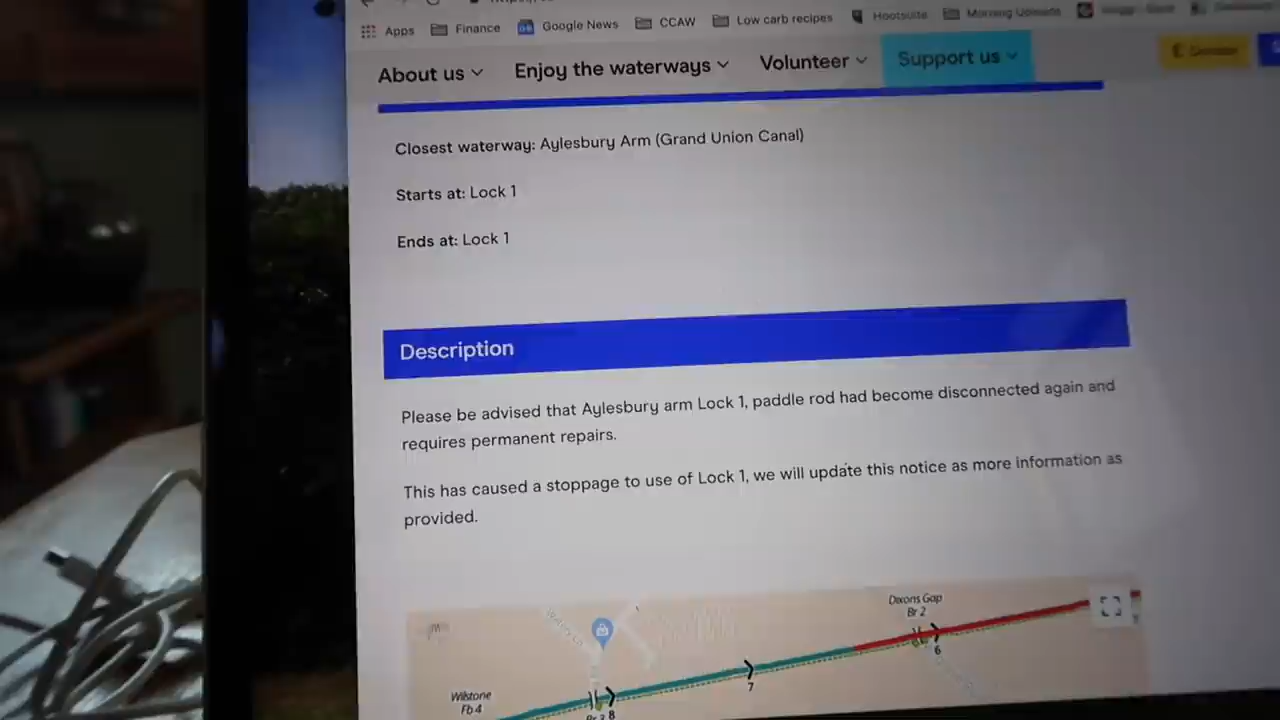 Apps Finance Google News CCAW Low carb recipes Hootsuite Morning Uploads
About us Enjoy the waterways Volunteer Support us
Closest waterway: Aylesbury Arm (Grand Union Canal)
Starts at: Lock 1
Ends at: Lock 1
Description
Please be advised that Aylesbury arm Lock 1, paddle rod had become disconnected again and
requires permanent repairs.
This has caused a stoppage to use of Lock 1, we will update this notice as more information as
provided.
Dixons Gap
Br 2
6
7
Wilstone
Fb 4
8